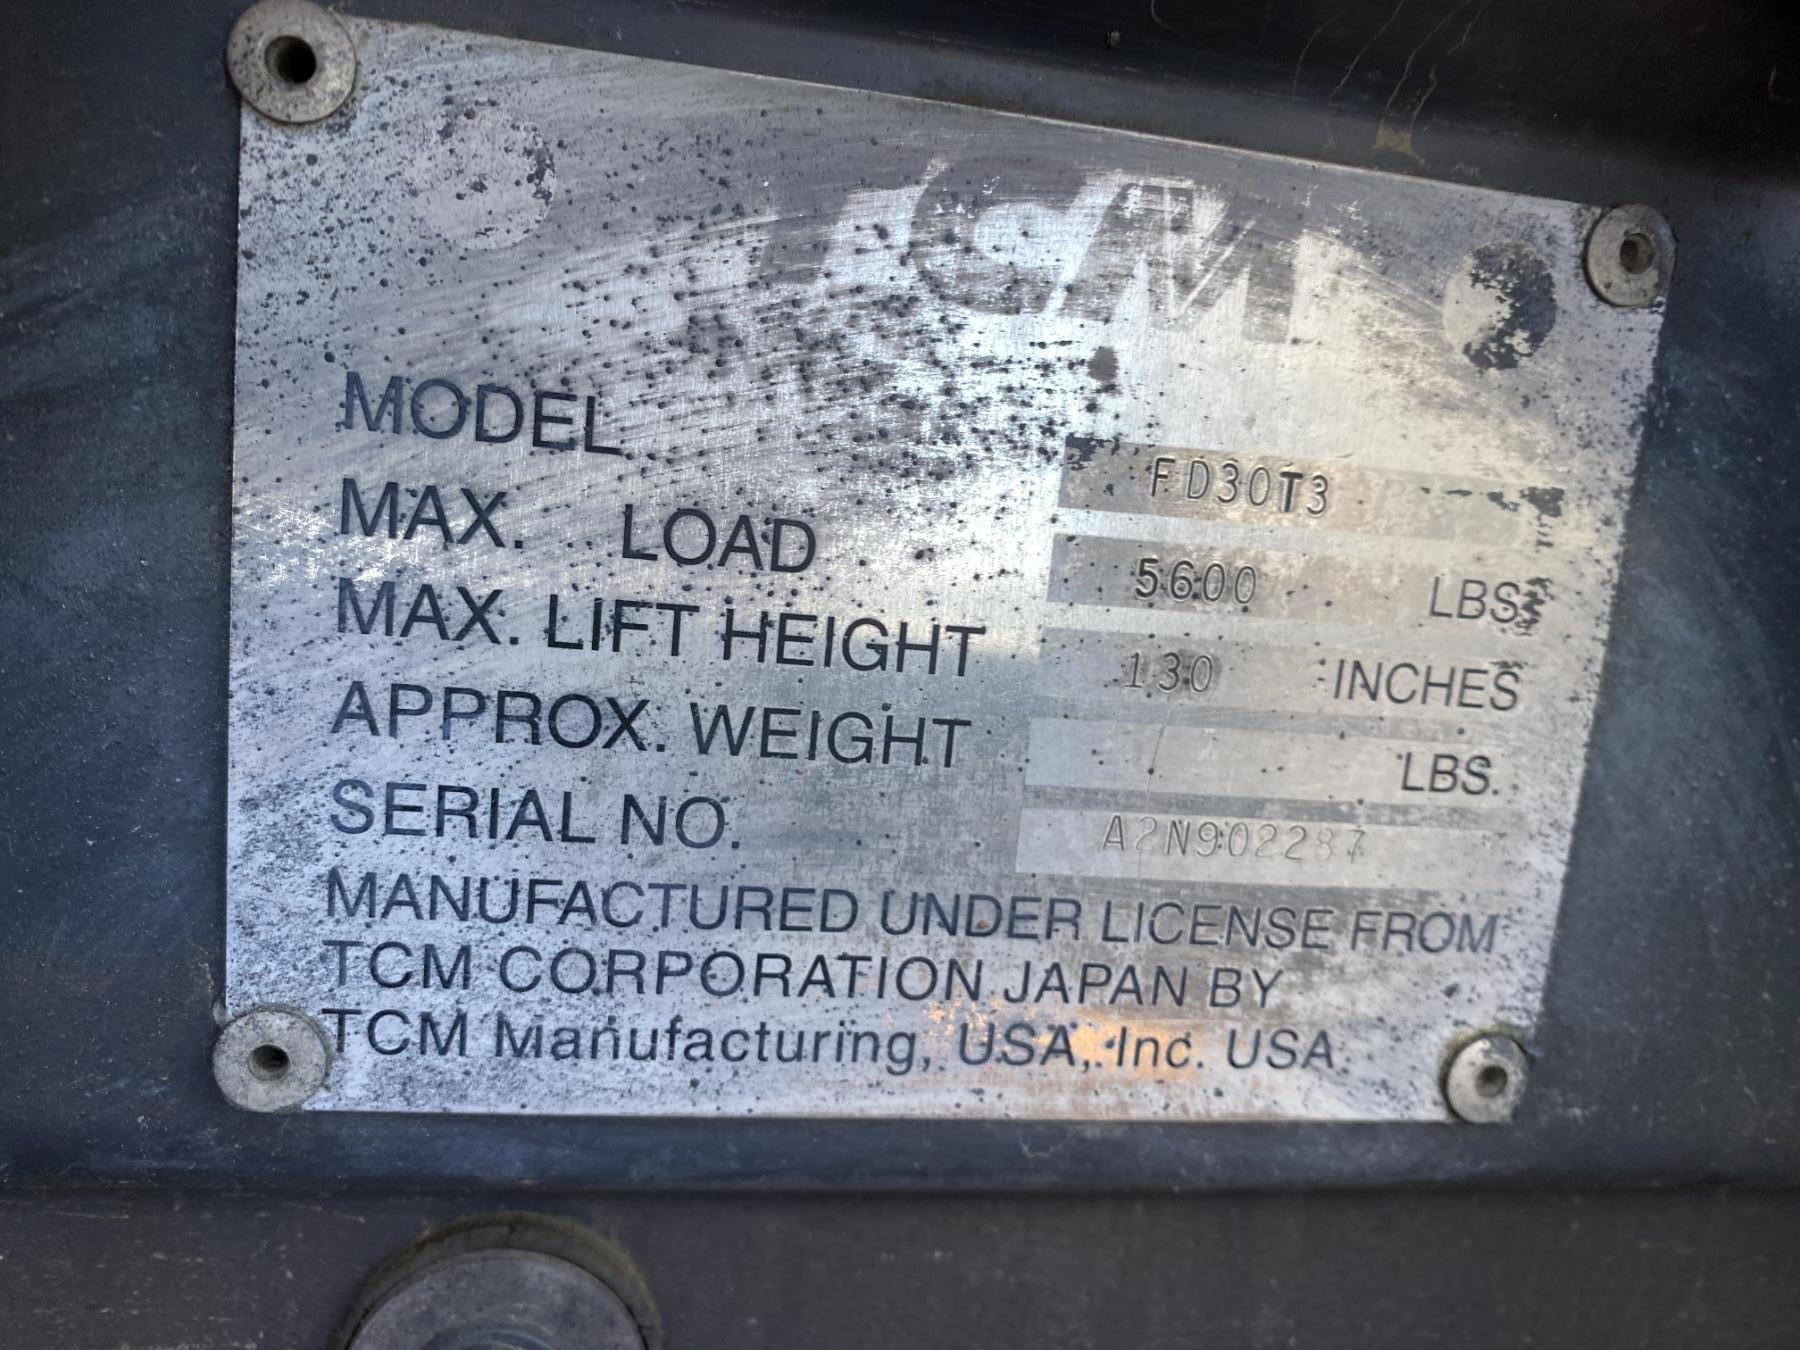 TCM
MODEL FD30T3
MAX. LOAD 5600 LBS.
MAX. LIFT HEIGHT 130 INCHES
APPROX. WEIGHT LBS.
SERIAL NO. A2N902287
MANUFACTURED UNDER LICENSE FROM
TCM CORPORATION JAPAN BY
TCM Manufacturing, USA, Inc. USA